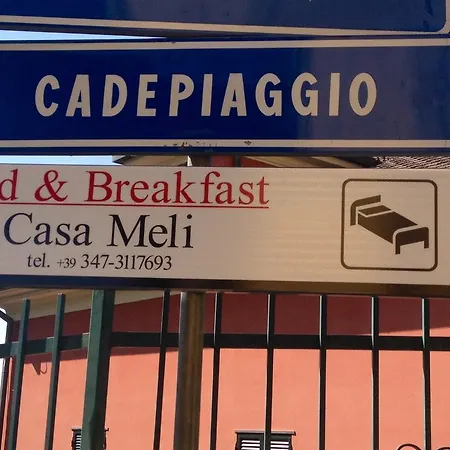 CADEPIAGGIO
d & Breakfast
Casa Meli
tel. +39 347-3117693